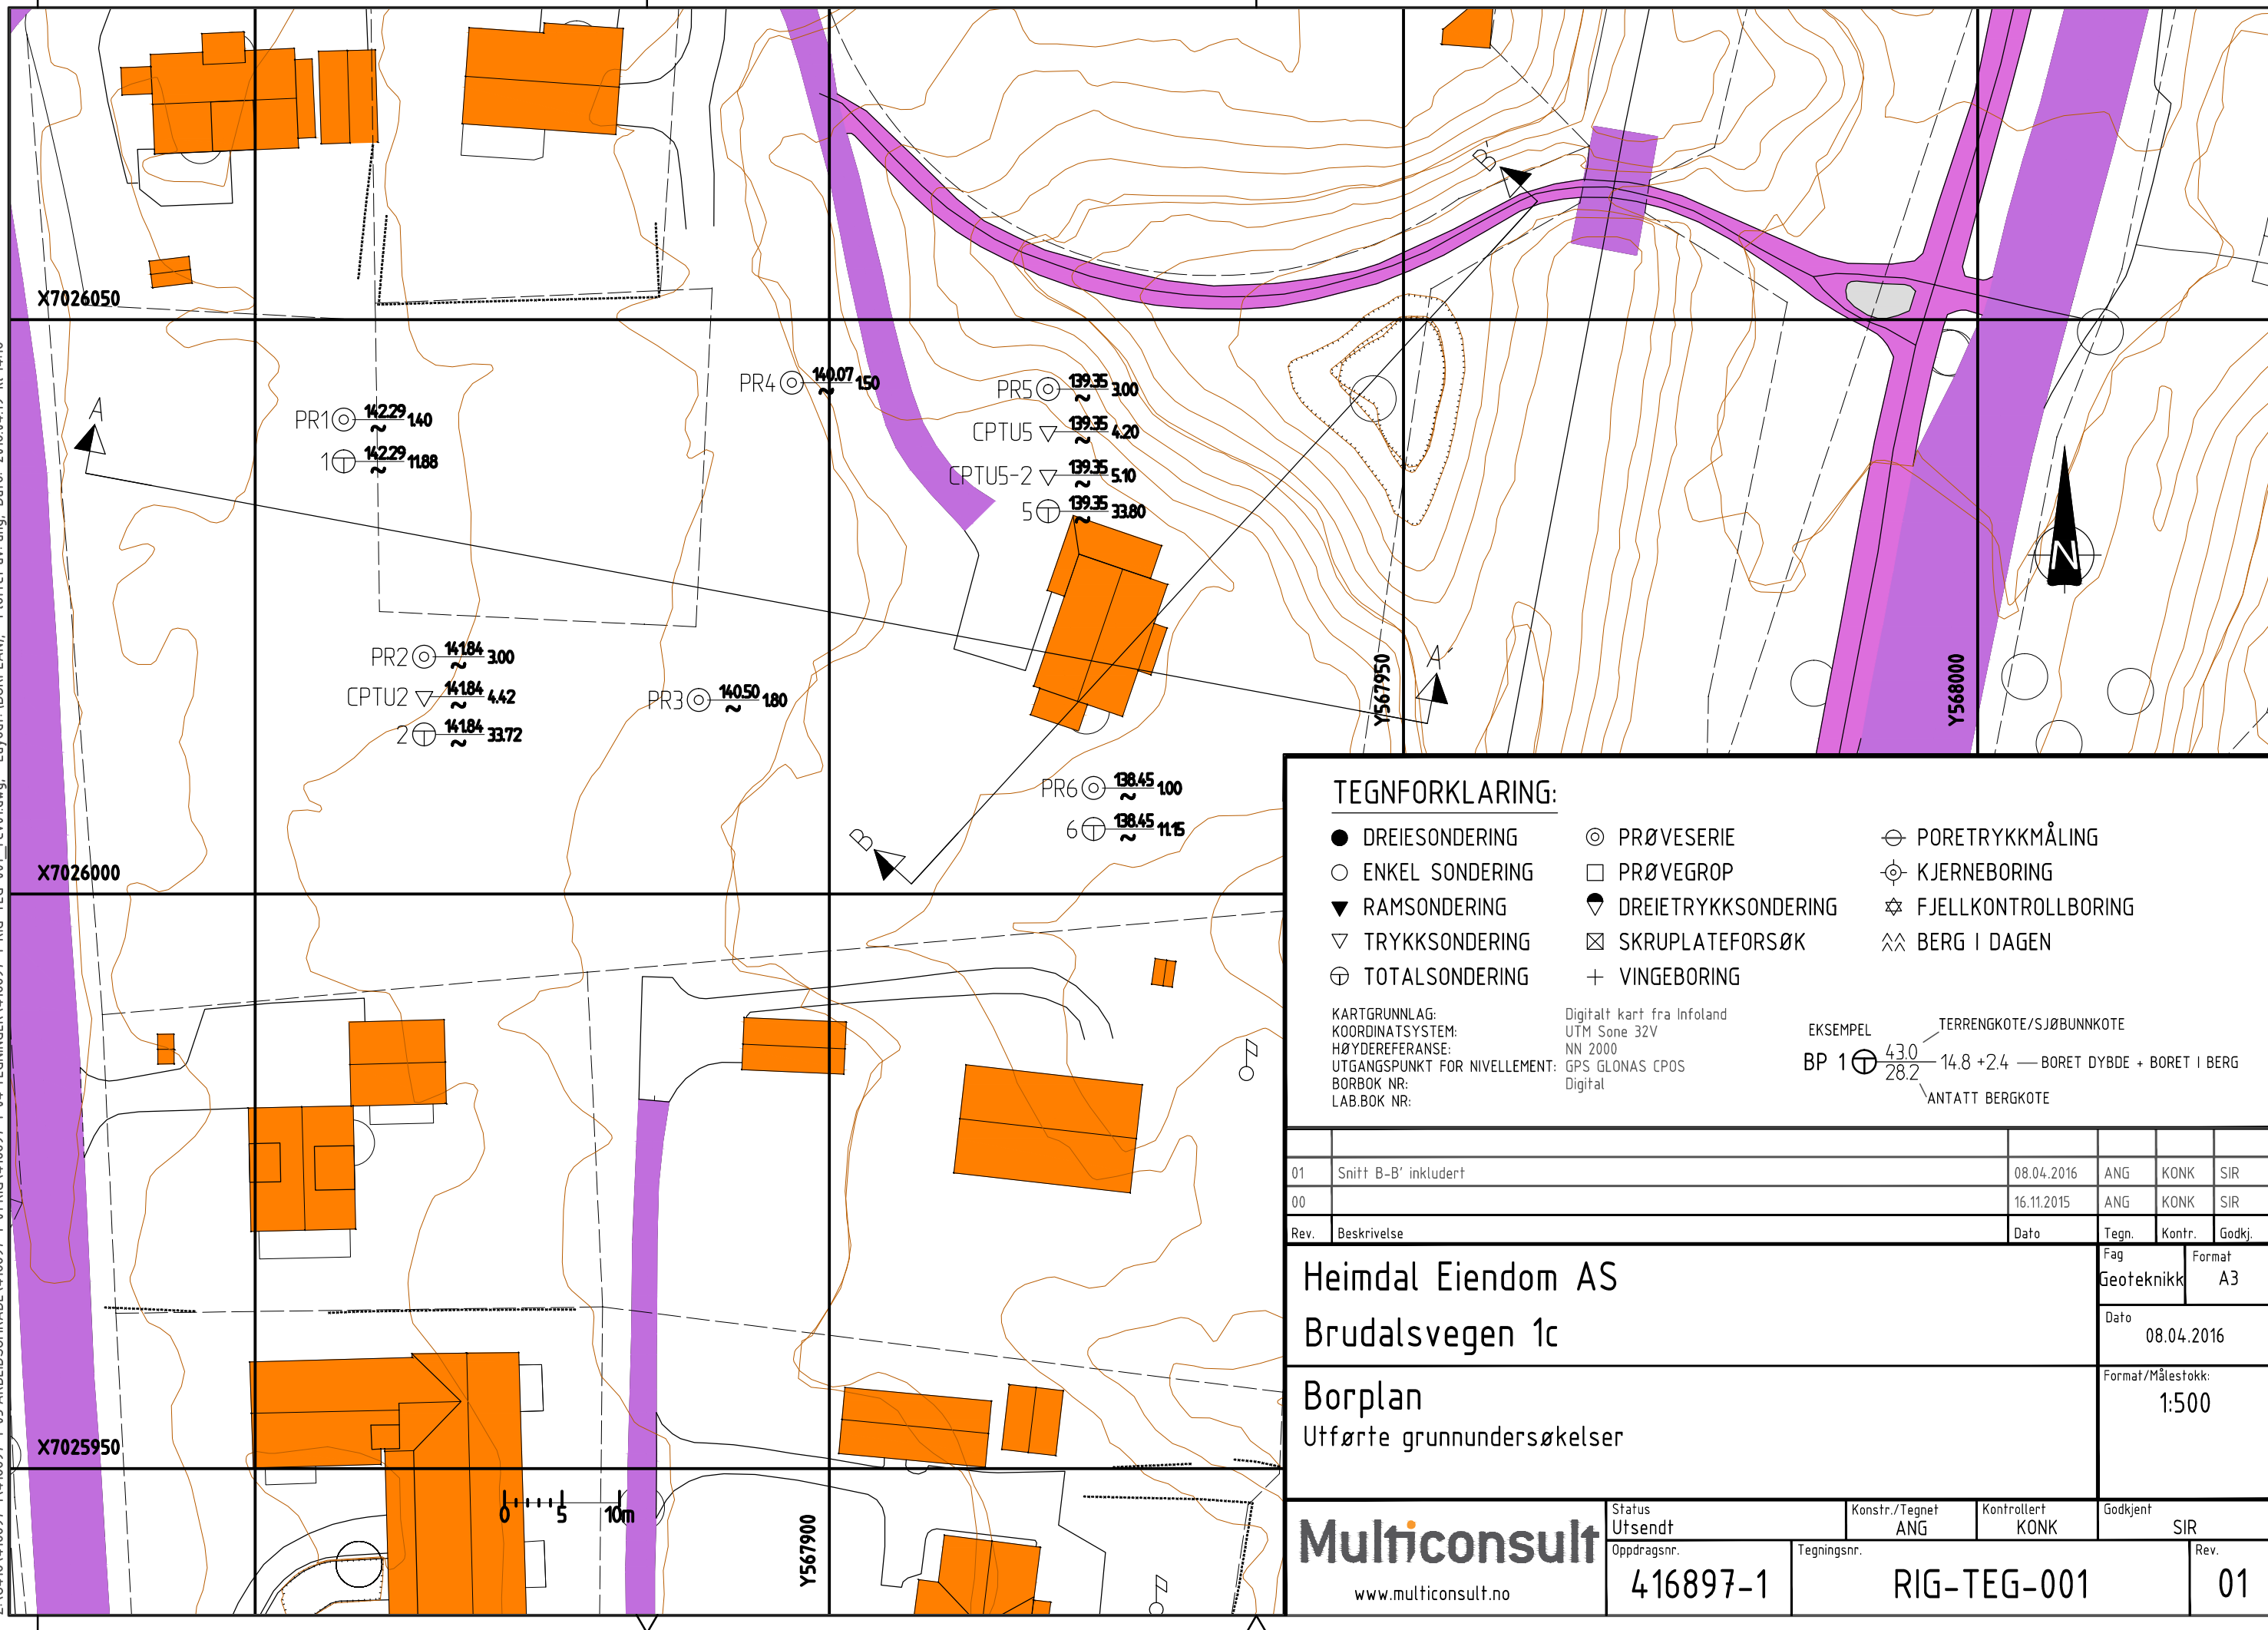 X7026050
A
PR1 142.29 1.40
1 142.29 11.88
PR4 140.07 1.50
PR5 139.35 3.00
CPTU5 139.35 4.20
CPTU5-2 139.35 5.10
5 139.35 33.80
B'
N
PR2 141.84 3.00
CPTU2 141.84 4.42
2 141.84 33.72
PR3 140.50 1.80
A'
Y567950
Y568000
PR6 138.45 1.00
6 138.45 11.15
B
X7026000
X7025950
0 5 10m
Y567900
TEGNFORKLARING:
DREIESONDERING
ENKEL SONDERING
RAMSONDERING
TRYKKSONDERING
TOTALSONDERING
PRØVESERIE
PRØVEGROP
DREIETRYKKSONDERING
SKRUPLATEFORSØK
VINGEBORING
PORETRYKKMÅLING
KJERNEBORING
FJELLKONTROLLBORING
BERG I DAGEN
KARTGRUNNLAG: Digitalt kart fra Infoland
KOORDINATSYSTEM: UTM Sone 32V
HØYDEREFERANSE: NN 2000
UTGANGSPUNKT FOR NIVELLEMENT: GPS GLONAS CPOS
BORBOK NR: Digital
LAB.BOK NR:
EKSEMPEL
TERRENGKOTE/SJØBUNNKOTE
BP 1 43.0 14.8 +2.4 BORET DYBDE + BORET I BERG
28.2
ANTATT BERGKOTE
01 Snitt B-B' inkludert 08.04.2016 ANG KONK SIR
00 16.11.2015 ANG KONK SIR
Rev. Beskrivelse Dato Tegn. Kontr. Godkj.
Heimdal Eiendom AS
Brudalsvegen 1c
Fag
Geoteknikk
Format
A3
Dato
08.04.2016
Borplan
Utførte grunnundersøkelser
Format/Målestokk:
1:500
Multiconsult
www.multiconsult.no
Status
Utsendt
Konstr./Tegnet
ANG
Kontrollert
KONK
Godkjent
SIR
Oppdragsnr.
416897-1
Tegningsnr.
RIG-TEG-001
Rev.
01